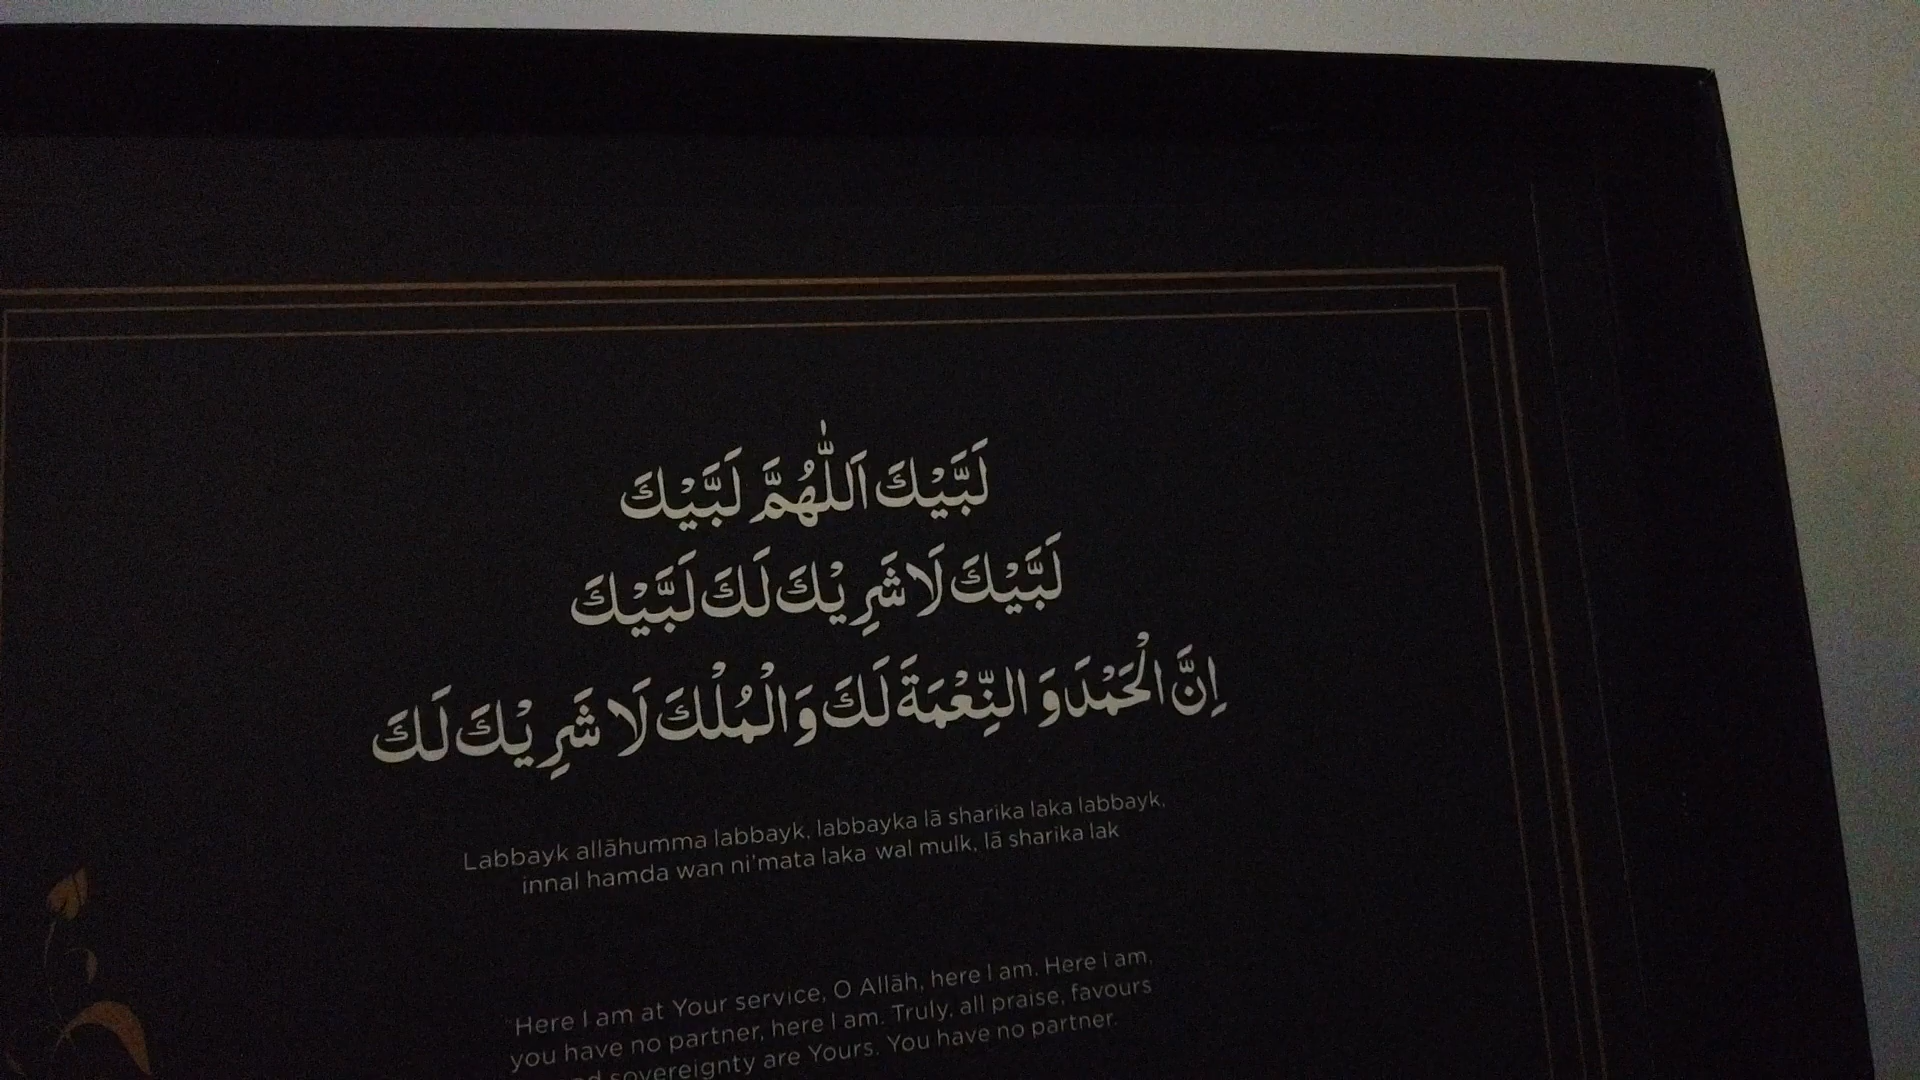 لَبَّيْكَ اَللّٰهُمَّ لَبَّيْكَ
لَبَّيْكَ لَا شَرِيْكَ لَكَ لَبَّيْكَ
اِنَّ الْحَمْدَ وَ النِّعْمَةَ لَكَ وَالْمُلْكَ لَا شَرِيْكَ لَكَ
Labbayk allāhumma labbayk, labbayka lā sharika laka labbayk,
innal hamda wan ni'mata laka wal mulk, lā sharika lak
'Here I am at Your service, O Allāh, here I am. Here I am,
you have no partner, here I am. Truly, all praise, favours
sovereignty are Yours. You have no partner.